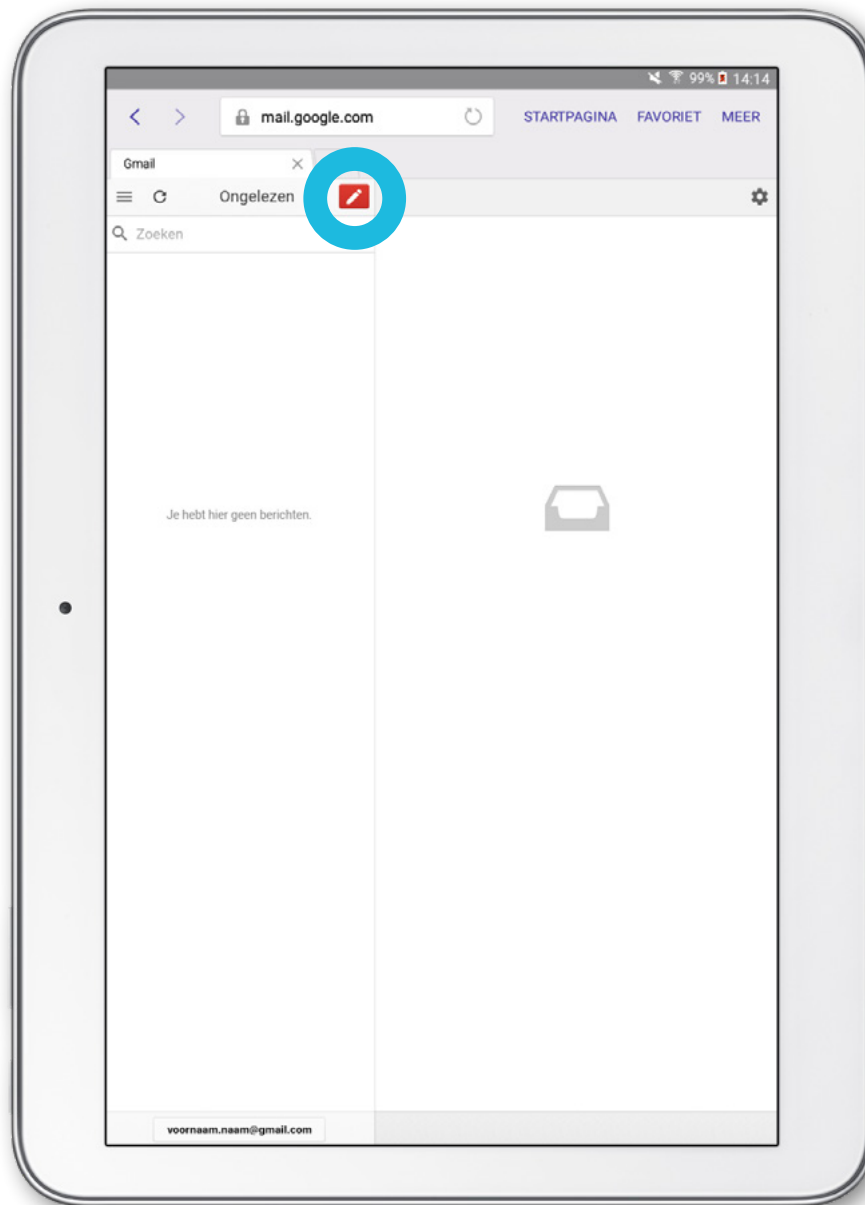 99% 14:14
mail.google.com STARTPAGINA FAVORIET MEER
Gmail
Ongelezen
Zoeken
Je hebt hier geen berichten.
voornaam.naam@gmail.com